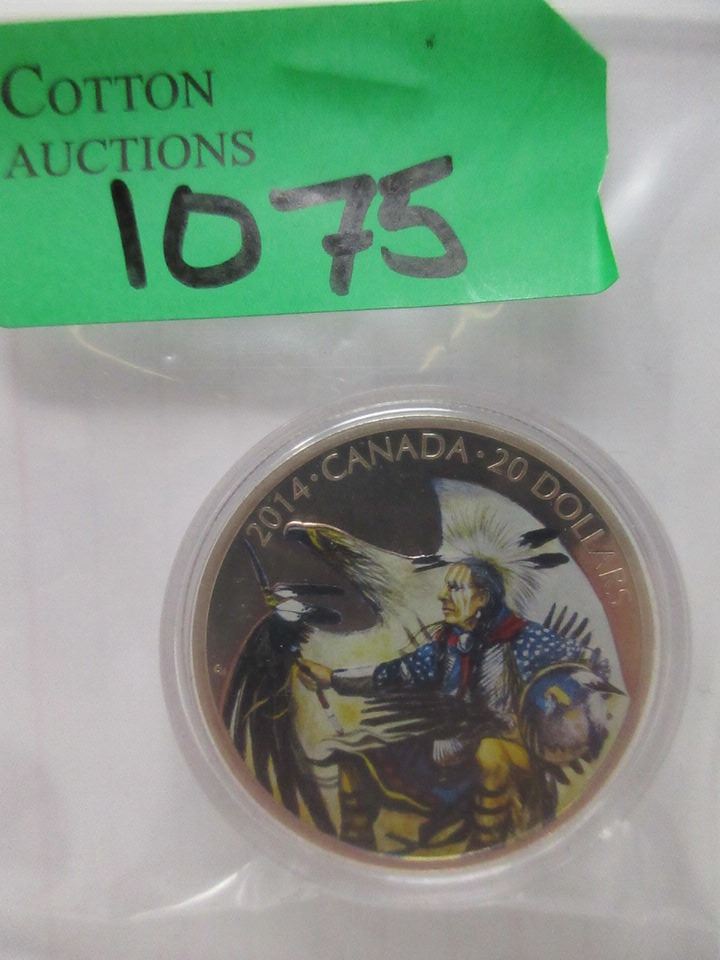 COTTON
AUCTIONS
1075
2014 · CANADA · 20 DOLLARS